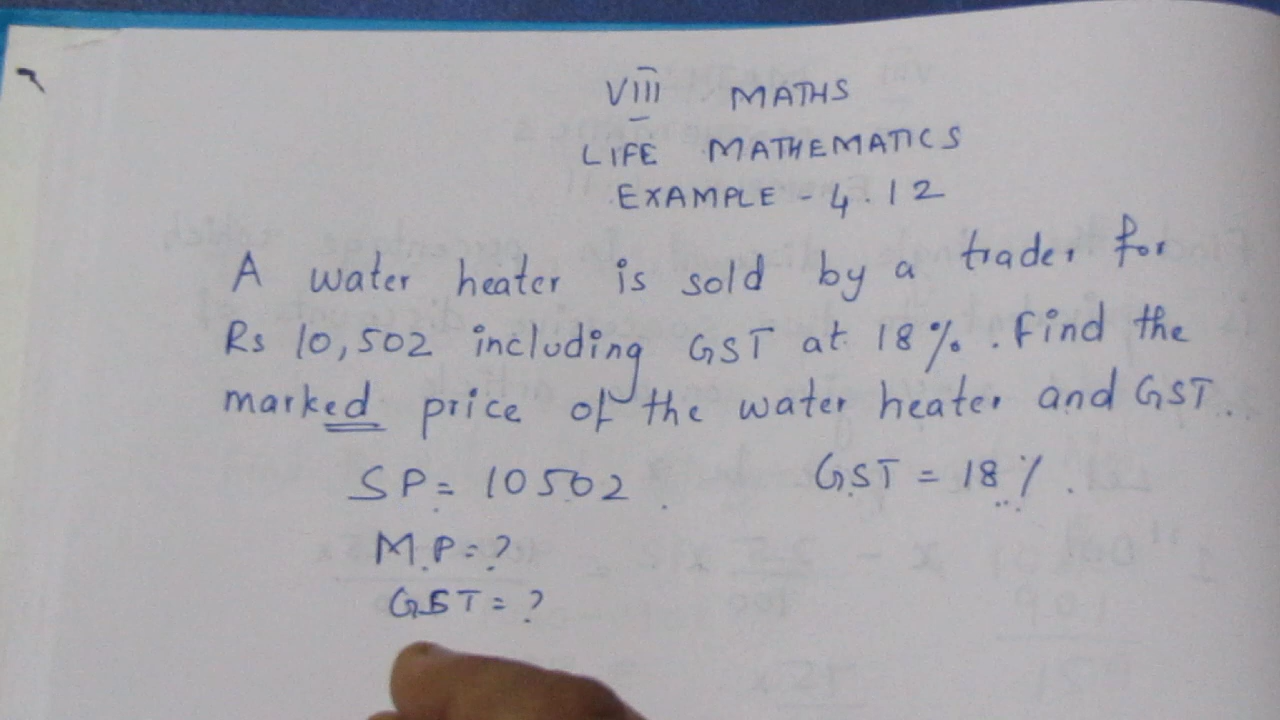 VIII MATHS
LIFE MATHEMATICS
EXAMPLE - 4.12
A water heater is sold by a trader for
Rs 10,502 including GST at 18%. Find the
marked price of the water heater and GST.
SP = 10502 GST = 18%.
M.P = ?
GST = ?